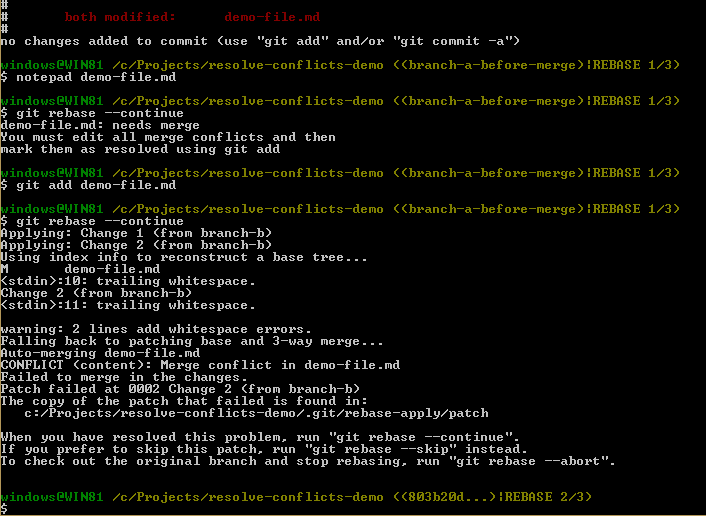 #
#       both modified:      demo-file.md
#
no changes added to commit (use "git add" and/or "git commit -a")
windows@WIN81 /c/Projects/resolve-conflicts-demo ((branch-a-before-merge)|REBASE 1/3)
$ notepad demo-file.md
windows@WIN81 /c/Projects/resolve-conflicts-demo ((branch-a-before-merge)|REBASE 1/3)
$ git rebase --continue
demo-file.md: needs merge
You must edit all merge conflicts and then
mark them as resolved using git add
windows@WIN81 /c/Projects/resolve-conflicts-demo ((branch-a-before-merge)|REBASE 1/3)
$ git add demo-file.md
windows@WIN81 /c/Projects/resolve-conflicts-demo ((branch-a-before-merge)|REBASE 1/3)
$ git rebase --continue
Applying: Change 1 (from branch-b)
Applying: Change 2 (from branch-b)
Using index info to reconstruct a base tree...
M       demo-file.md
<stdin>:10: trailing whitespace.
Change 2 (from branch-b)
<stdin>:11: trailing whitespace.
warning: 2 lines add whitespace errors.
Falling back to patching base and 3-way merge...
Auto-merging demo-file.md
CONFLICT (content): Merge conflict in demo-file.md
Failed to merge in the changes.
Patch failed at 0002 Change 2 (from branch-b)
The copy of the patch that failed is found in:
   c:/Projects/resolve-conflicts-demo/.git/rebase-apply/patch
When you have resolved this problem, run "git rebase --continue".
If you prefer to skip this patch, run "git rebase --skip" instead.
To check out the original branch and stop rebasing, run "git rebase --abort".
windows@WIN81 /c/Projects/resolve-conflicts-demo ((803b20d...)|REBASE 2/3)
$